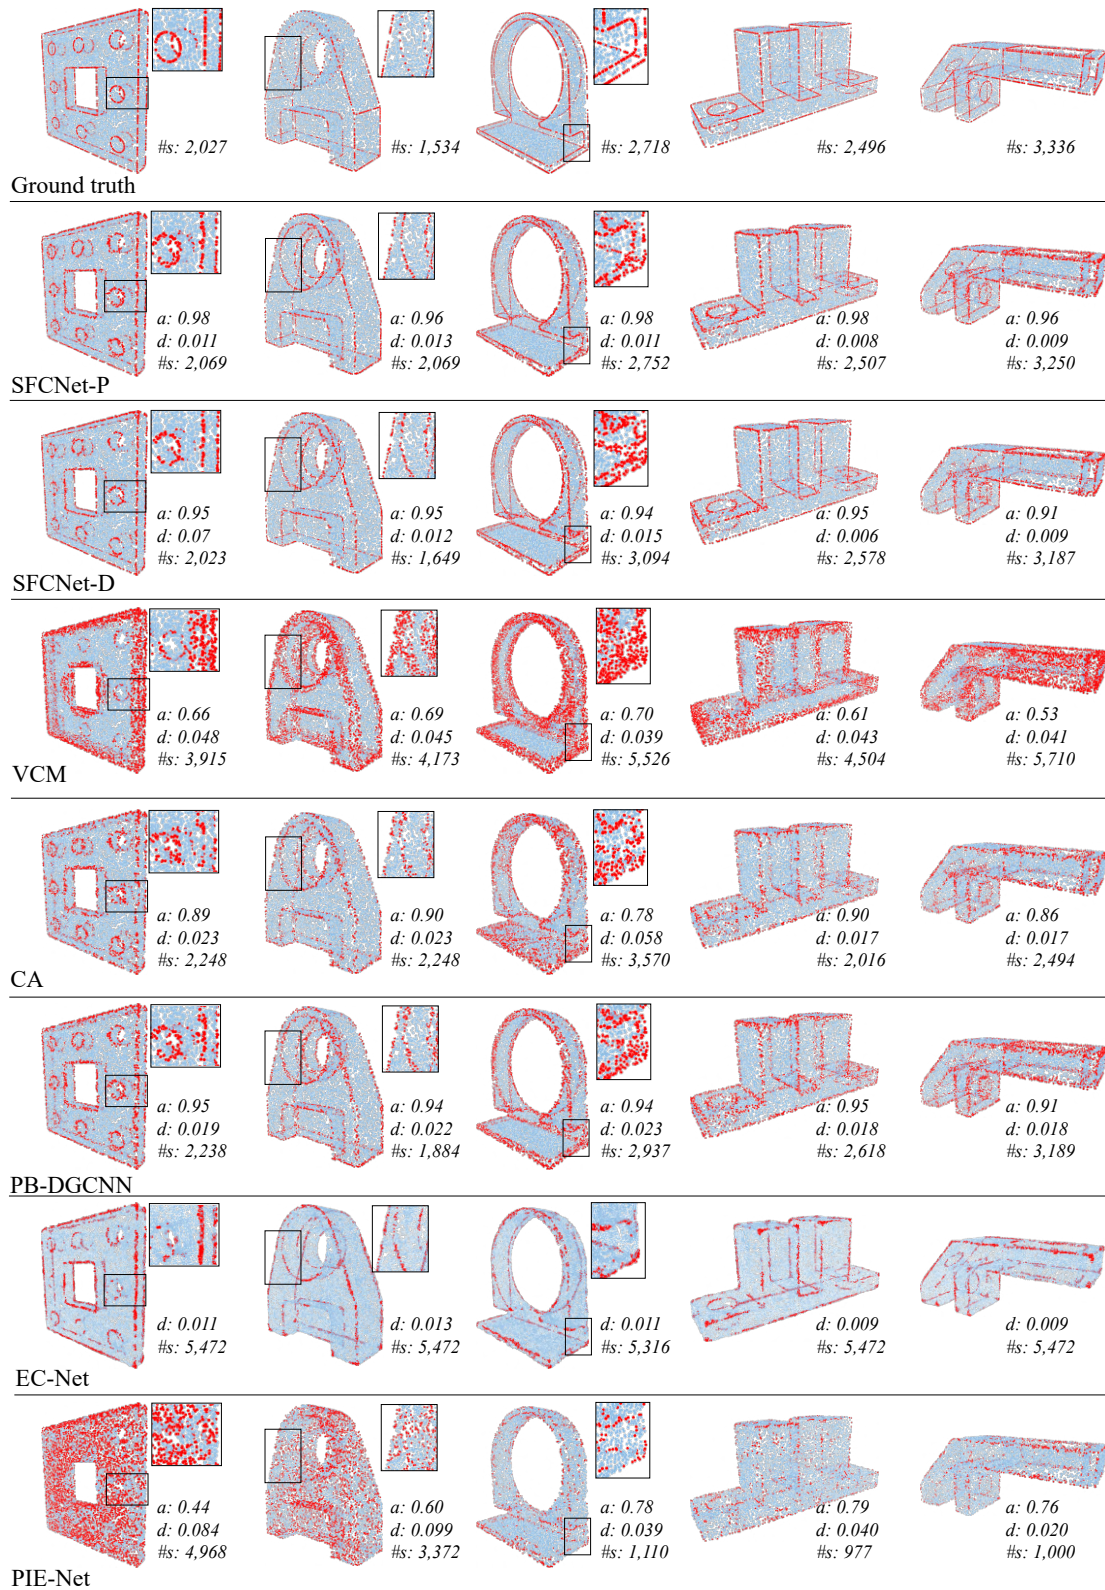 #s: 2,027 #s: 1,534 #s: 2,718 #s: 2,496 #s: 3,336
Ground truth
a: 0.98 a: 0.96 a: 0.98 a: 0.98 a: 0.96
d: 0.011 d: 0.013 d: 0.011 d: 0.008 d: 0.009
#s: 2,069 #s: 2,069 #s: 2,752 #s: 2,507 #s: 3,250
SFCNet-P
a: 0.95 a: 0.95 a: 0.94 a: 0.95 a: 0.91
d: 0.07 d: 0.012 d: 0.015 d: 0.006 d: 0.009
#s: 2,023 #s: 1,649 #s: 3,094 #s: 2,578 #s: 3,187
SFCNet-D
a: 0.66 a: 0.69 a: 0.70 a: 0.61 a: 0.53
d: 0.048 d: 0.045 d: 0.039 d: 0.043 d: 0.041
#s: 3,915 #s: 4,173 #s: 5,526 #s: 4,504 #s: 5,710
VCM
a: 0.89 a: 0.90 a: 0.78 a: 0.90 a: 0.86
d: 0.023 d: 0.023 d: 0.058 d: 0.017 d: 0.017
#s: 2,248 #s: 2,248 #s: 3,570 #s: 2,016 #s: 2,494
CA
a: 0.95 a: 0.94 a: 0.94 a: 0.95 a: 0.91
d: 0.019 d: 0.022 d: 0.023 d: 0.018 d: 0.018
#s: 2,238 #s: 1,884 #s: 2,937 #s: 2,618 #s: 3,189
PB-DGCNN
d: 0.011 d: 0.013 d: 0.011 d: 0.009 d: 0.009
#s: 5,472 #s: 5,472 #s: 5,316 #s: 5,472 #s: 5,472
EC-Net
a: 0.44 a: 0.60 a: 0.78 a: 0.79 a: 0.76
d: 0.084 d: 0.099 d: 0.039 d: 0.040 d: 0.020
#s: 4,968 #s: 3,372 #s: 1,110 #s: 977 #s: 1,000
PIE-Net